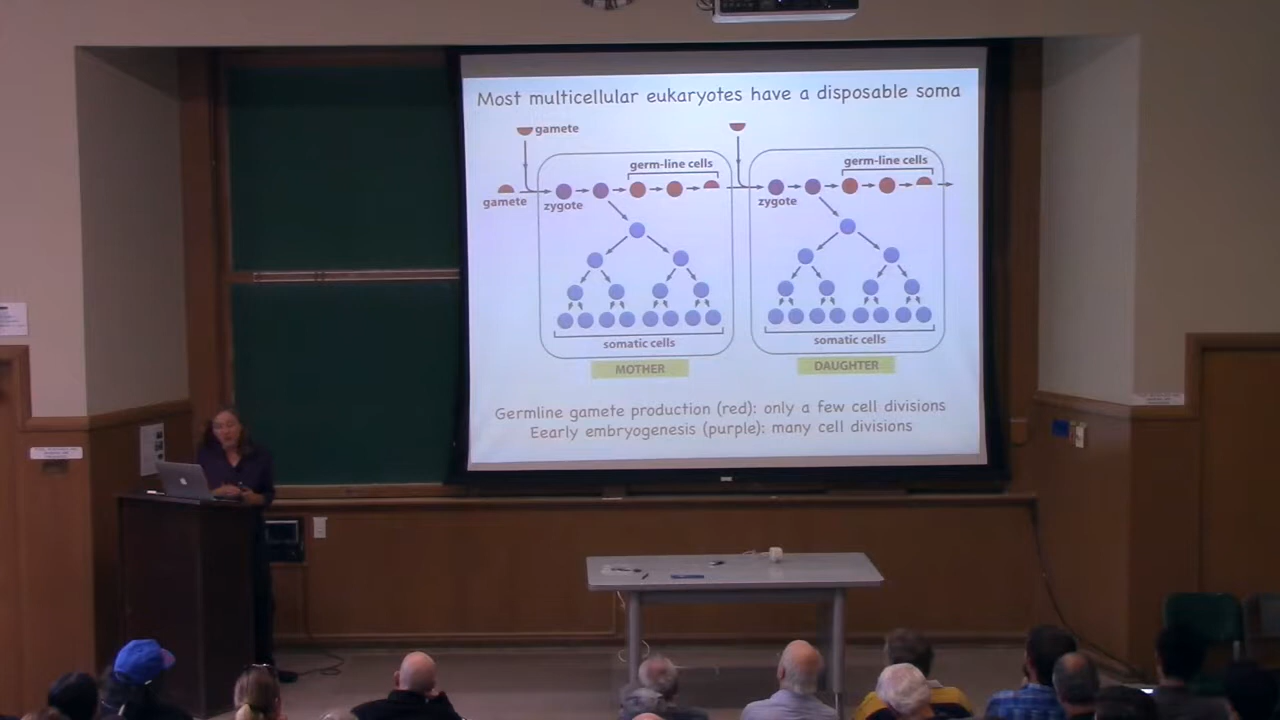 Most multicellular eukaryotes have a disposable soma
gamete
germ-line cells
germ-line cells
gamete
zygote
zygote
somatic cells
somatic cells
MOTHER
DAUGHTER
Germline gamete production (red): only a few cell divisions
Eearly embryogenesis (purple): many cell divisions